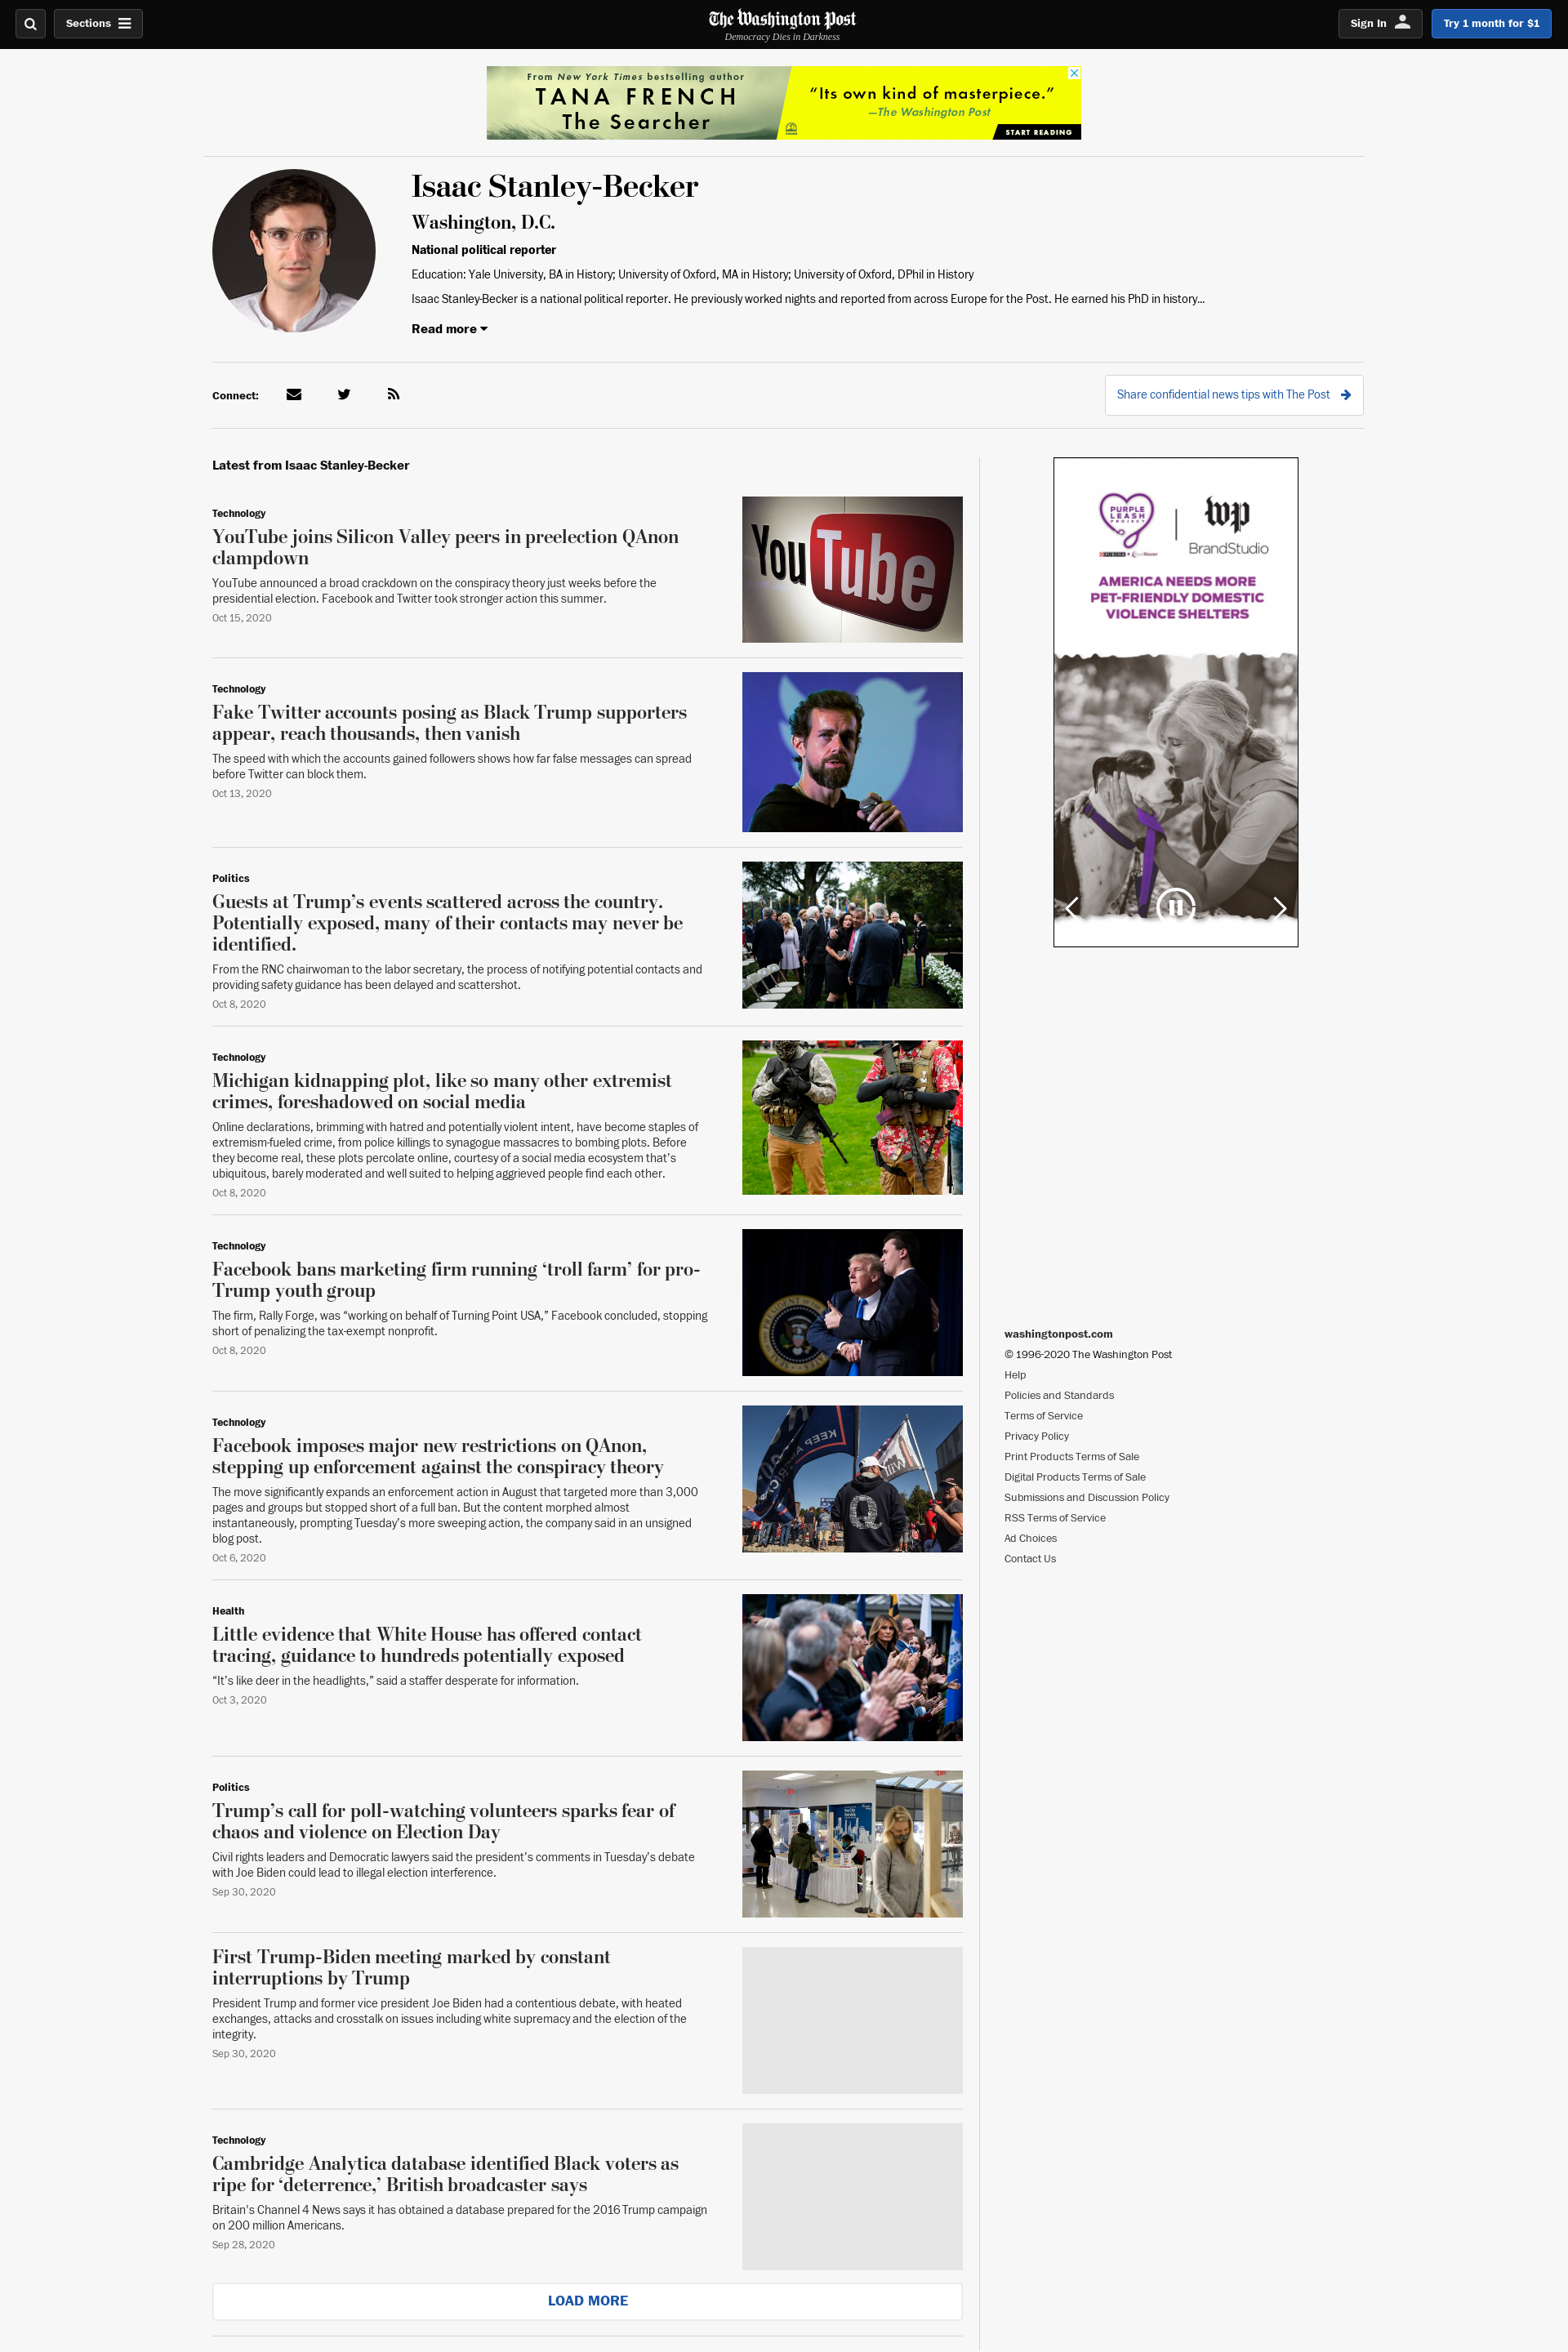 Sections
The Washington Post
Democracy Dies in Darkness
Sign In
Try 1 month for $1
From New York Times bestselling author
TANA FRENCH
The Searcher
“Its own kind of masterpiece.”
—The Washington Post
START READING
Isaac Stanley-Becker
Washington, D.C.
National political reporter
Education: Yale University, BA in History; University of Oxford, MA in History; University of Oxford, DPhil in History
Isaac Stanley-Becker is a national political reporter. He previously worked nights and reported from across Europe for the Post. He earned his PhD in history...
Read more
Connect:
Share confidential news tips with The Post
Latest from Isaac Stanley-Becker
Technology
YouTube joins Silicon Valley peers in preelection QAnon
clampdown
YouTube announced a broad crackdown on the conspiracy theory just weeks before the
presidential election. Facebook and Twitter took stronger action this summer.
Oct 15, 2020
YouTube
Technology
Fake Twitter accounts posing as Black Trump supporters
appear, reach thousands, then vanish
The speed with which the accounts gained followers shows how far false messages can spread
before Twitter can block them.
Oct 13, 2020
Politics
Guests at Trump’s events scattered across the country.
Potentially exposed, many of their contacts may never be
identified.
From the RNC chairwoman to the labor secretary, the process of notifying potential contacts and
providing safety guidance has been delayed and scattershot.
Oct 8, 2020
Technology
Michigan kidnapping plot, like so many other extremist
crimes, foreshadowed on social media
Online declarations, brimming with hatred and potentially violent intent, have become staples of
extremism-fueled crime, from police killings to synagogue massacres to bombing plots. Before
they become real, these plots percolate online, courtesy of a social media ecosystem that’s
ubiquitous, barely moderated and well suited to helping aggrieved people find each other.
Oct 8, 2020
Technology
Facebook bans marketing firm running ‘troll farm’ for pro-
Trump youth group
The firm, Rally Forge, was “working on behalf of Turning Point USA,” Facebook concluded, stopping
short of penalizing the tax-exempt nonprofit.
Oct 8, 2020
Technology
Facebook imposes major new restrictions on QAnon,
stepping up enforcement against the conspiracy theory
The move significantly expands an enforcement action in August that targeted more than 3,000
pages and groups but stopped short of a full ban. But the content morphed almost
instantaneously, prompting Tuesday’s more sweeping action, the company said in an unsigned
blog post.
Oct 6, 2020
KEEP
Q
Health
Little evidence that White House has offered contact
tracing, guidance to hundreds potentially exposed
“It’s like deer in the headlights,” said a staffer desperate for information.
Oct 3, 2020
Politics
Trump’s call for poll-watching volunteers sparks fear of
chaos and violence on Election Day
Civil rights leaders and Democratic lawyers said the president’s comments in Tuesday’s debate
with Joe Biden could lead to illegal election interference.
Sep 30, 2020
First Trump-Biden meeting marked by constant
interruptions by Trump
President Trump and former vice president Joe Biden had a contentious debate, with heated
exchanges, attacks and crosstalk on issues including white supremacy and the election of the
integrity.
Sep 30, 2020
Technology
Cambridge Analytica database identified Black voters as
ripe for ‘deterrence,’ British broadcaster says
Britain’s Channel 4 News says it has obtained a database prepared for the 2016 Trump campaign
on 200 million Americans.
Sep 28, 2020
LOAD MORE
PURPLE
LEASH
PROJECT
wp
BrandStudio
AMERICA NEEDS MORE
PET-FRIENDLY DOMESTIC
VIOLENCE SHELTERS
washingtonpost.com
© 1996-2020 The Washington Post
Help
Policies and Standards
Terms of Service
Privacy Policy
Print Products Terms of Sale
Digital Products Terms of Sale
Submissions and Discussion Policy
RSS Terms of Service
Ad Choices
Contact Us